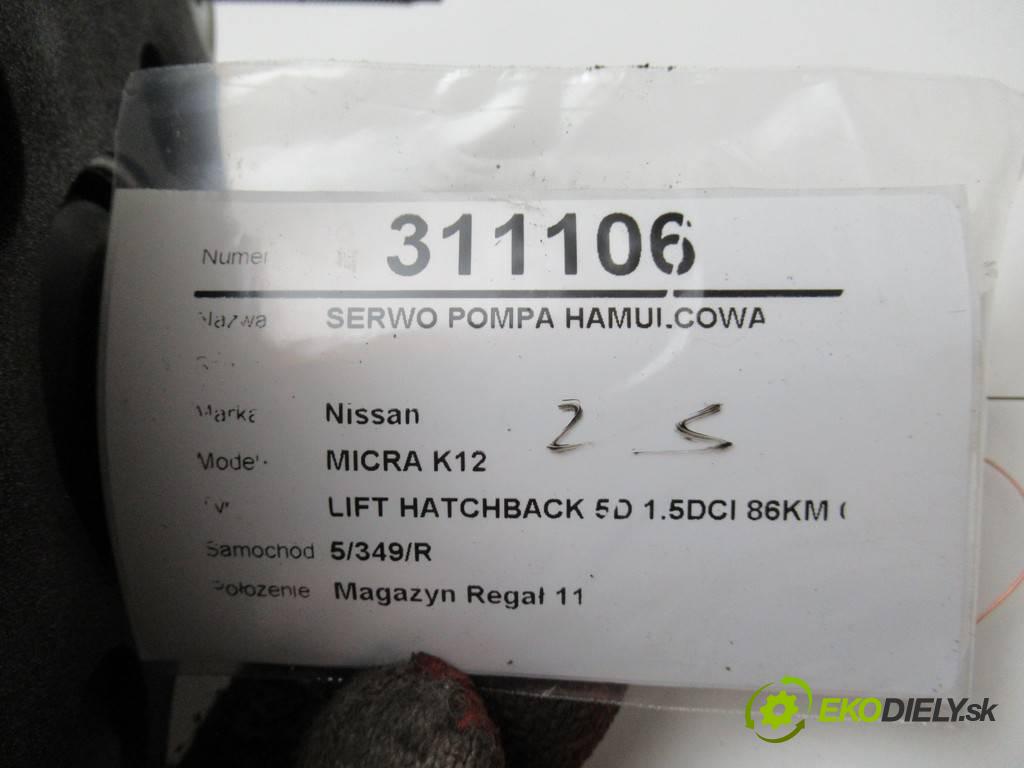 Numer 311106
Nazwa SERWO POMPA HAMULCOWA
Marka Nissan 2 S
Model MICRA K12
LIFT HATCHBACK 5D 1.5DCI 86KM
Samochód 5/349/R
Położenie Magazyn Regał 11
EKODIELY.sk